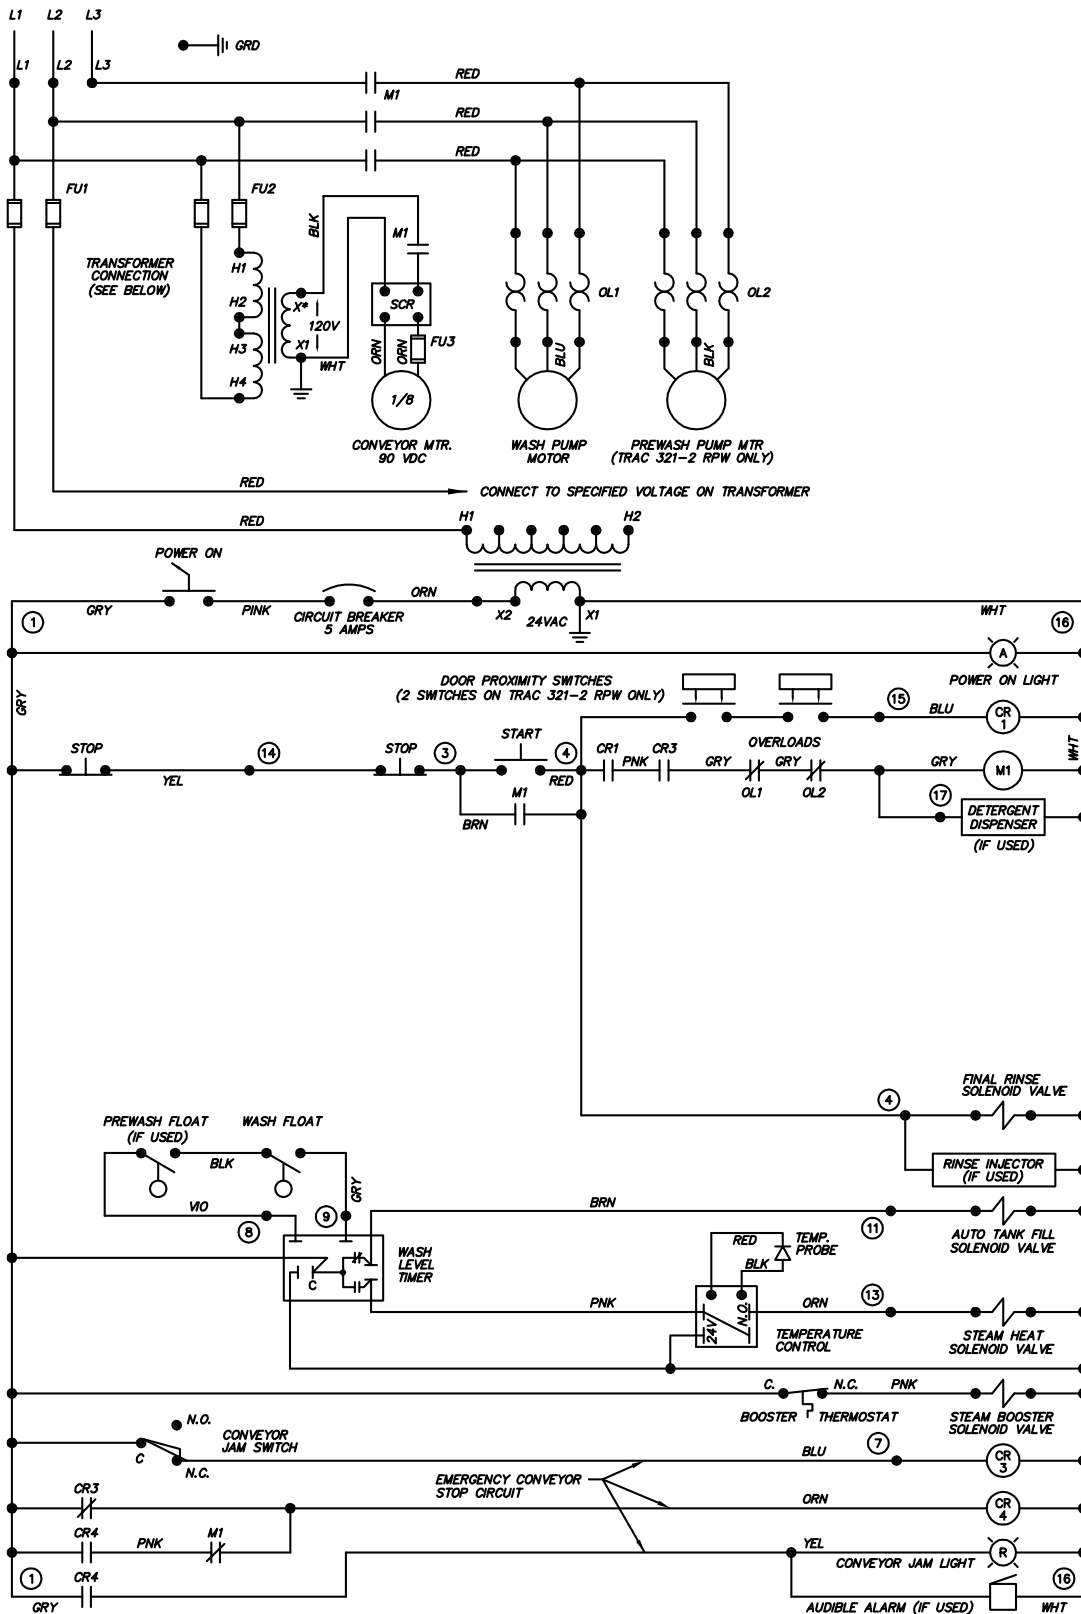 L1 L2 L3
GRD
L1 L2 L3
RED
M1
RED
RED
FU1 FU2
BLK
M1
TRANSFORMER
CONNECTION
(SEE BELOW)
H1
H2
H3
H4
X*
120V
X1
WHT
SCR
ORN ORN FU3
1/8
CONVEYOR MTR.
90 VDC
OL1
BLU
WASH PUMP
MOTOR
OL2
BLK
PREWASH PUMP MTR
(TRAC 321-2 RPW ONLY)
RED
CONNECT TO SPECIFIED VOLTAGE ON TRANSFORMER
RED
H1 H2
POWER ON
GRY PINK
CIRCUIT BREAKER
5 AMPS
ORN
X2 24VAC X1
WHT
1 16
A
POWER ON LIGHT
GRY
DOOR PROXIMITY SWITCHES
(2 SWITCHES ON TRAC 321-2 RPW ONLY)
15 BLU
CR
1
WHT
STOP
YEL
14
STOP
3
START
4
RED
CR1 PNK CR3
GRY
OVERLOADS
GRY
OL1 OL2
GRY
M1
M1
BRN
17
DETERGENT
DISPENSER
(IF USED)
FINAL RINSE
SOLENOID VALVE
4
RINSE INJECTOR
(IF USED)
PREWASH FLOAT
(IF USED)
WASH FLOAT
BLK
VIO
8
9
GRY
WASH
LEVEL
TIMER
C
BRN
11
AUTO TANK FILL
SOLENOID VALVE
RED
BLK
TEMP.
PROBE
PNK
24V
N.O.
ORN
13
TEMPERATURE
CONTROL
STEAM HEAT
SOLENOID VALVE
C. N.C. PNK
BOOSTER THERMOSTAT
STEAM BOOSTER
SOLENOID VALVE
N.O.
CONVEYOR
JAM SWITCH
C
N.C.
BLU
7
CR
3
EMERGENCY CONVEYOR
STOP CIRCUIT
CR3
ORN
CR
4
CR4 PNK M1
YEL
R
CONVEYOR JAM LIGHT
1 CR4
16
GRY
AUDIBLE ALARM (IF USED)
WHT